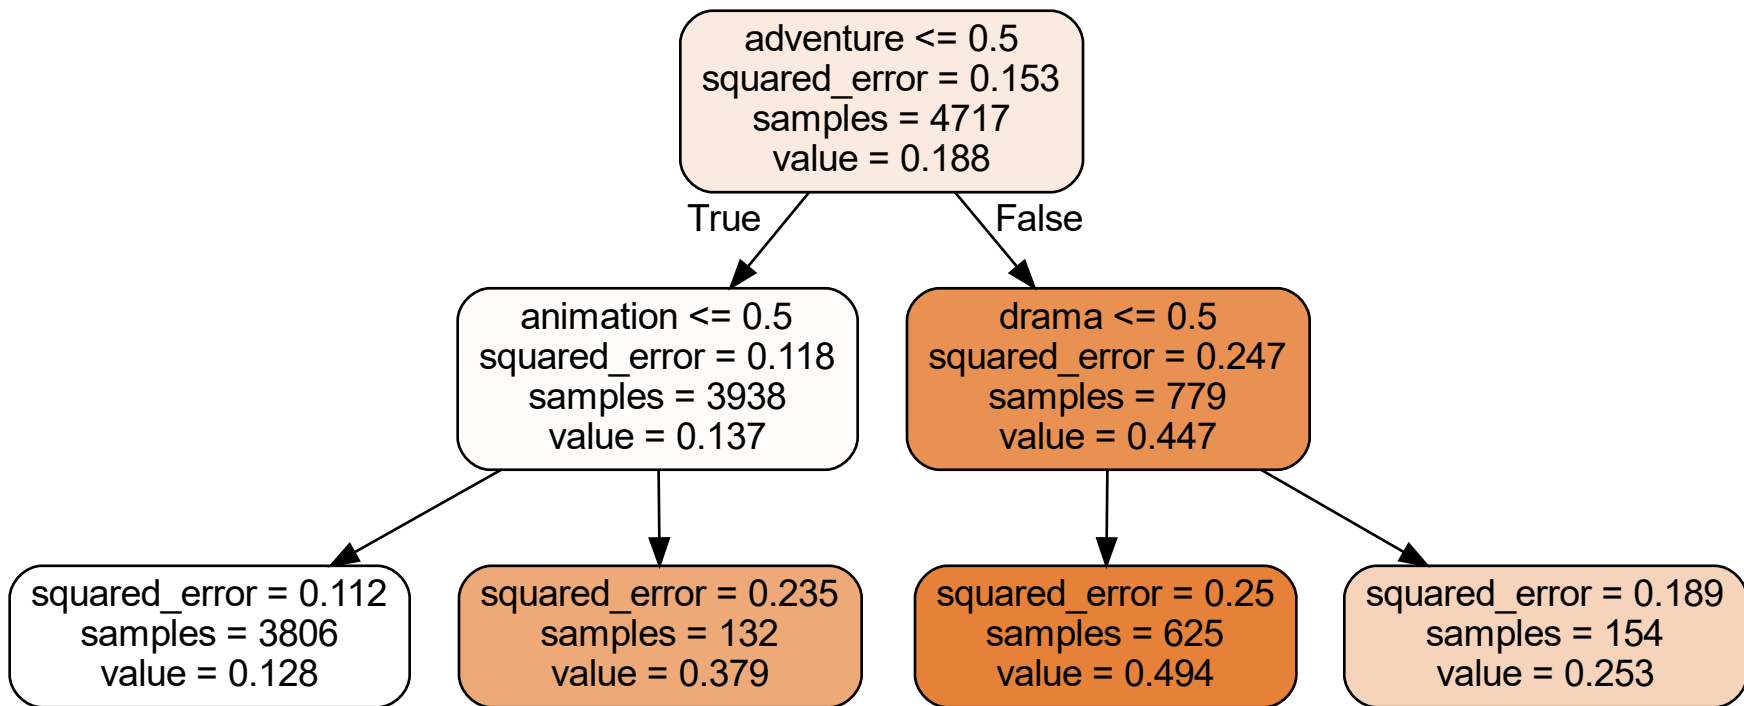 adventure <= 0.5
squared_error = 0.153
samples = 4717
value = 0.188
True
False
animation <= 0.5
squared_error = 0.118
samples = 3938
value = 0.137
drama <= 0.5
squared_error = 0.247
samples = 779
value = 0.447
squared_error = 0.112
samples = 3806
value = 0.128
squared_error = 0.235
samples = 132
value = 0.379
squared_error = 0.25
samples = 625
value = 0.494
squared_error = 0.189
samples = 154
value = 0.253